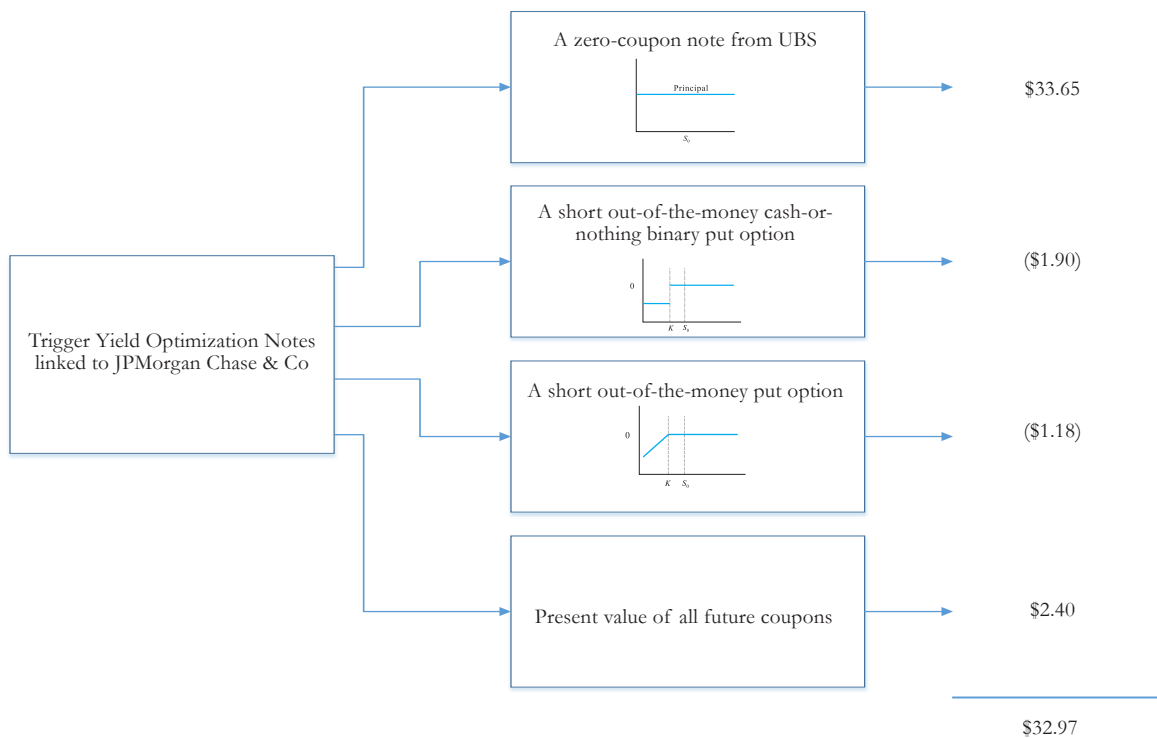 A zero-coupon note from UBS
Principal
S₀
$33.65
A short out-of-the-money cash-or-
nothing binary put option
0
K S₀
($1.90)
Trigger Yield Optimization Notes
linked to JPMorgan Chase & Co
A short out-of-the-money put option
0
K S₀
($1.18)
Present value of all future coupons
$2.40
$32.97